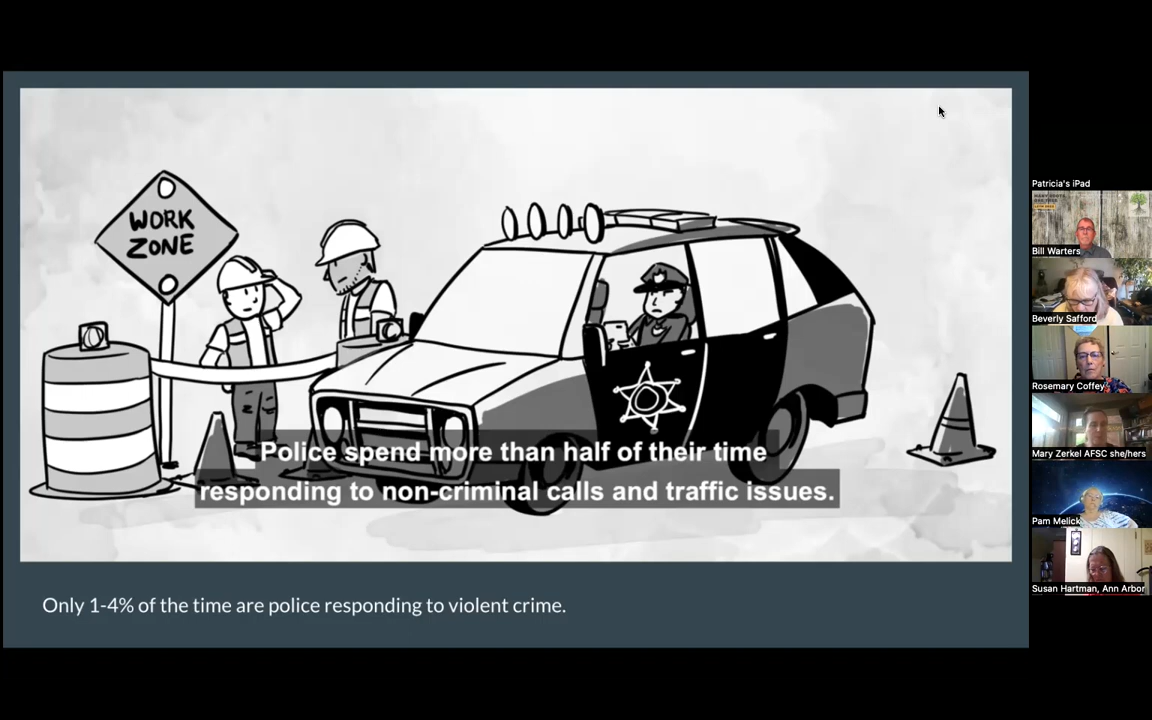 WORK
ZONE
Police spend more than half of their time
responding to non-criminal calls and traffic issues.
Only 1-4% of the time are police responding to violent crime.
Patricia's iPad
Bill Warters
Beverly Safford
Rosemary Coffey
Mary Zerkel AFSC she/hers
Pam Melick
Susan Hartman, Ann Arbor